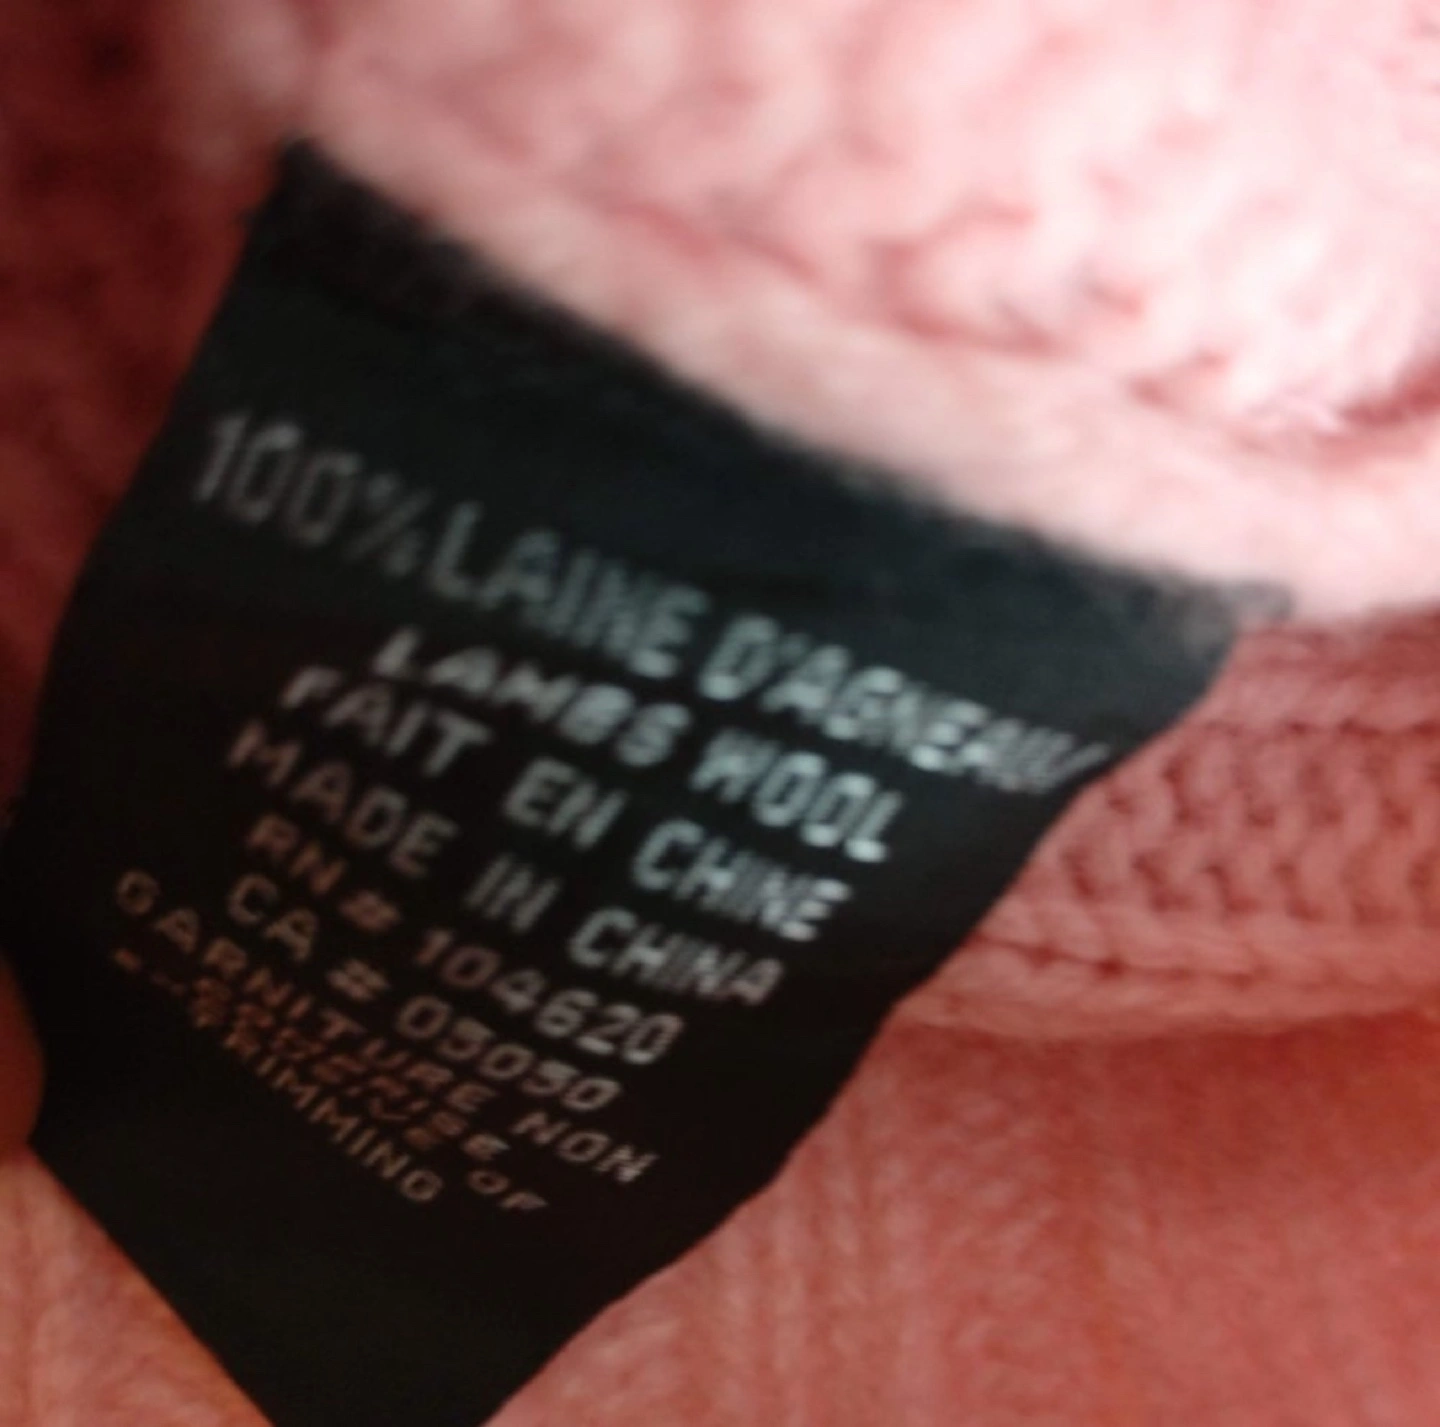 100% LAINE D'AGNEAU/
LAMBS WOOL
FAIT EN CHINE
MADE IN CHINA
RN # 104620
CA # 05050
GARNITURE NON
OF
TRIMMING